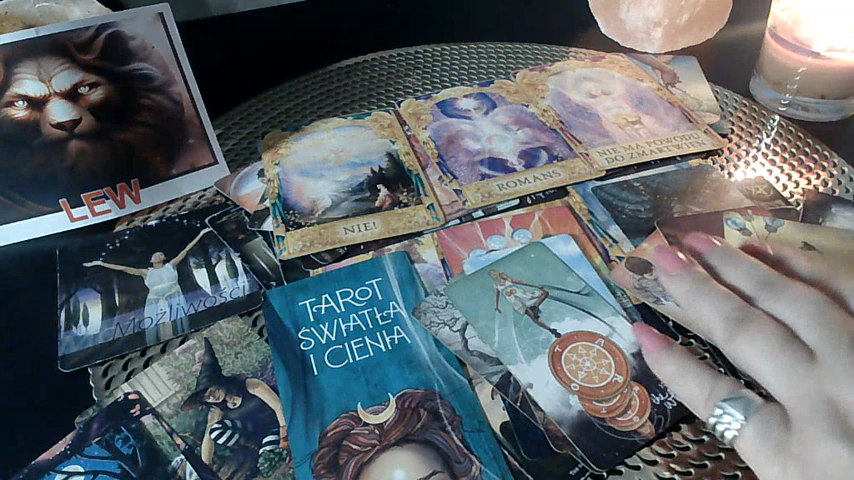 LEW
NIE!
ROMANS
NIE MA POWODU
DO ZMARTWIEŃ
Możliwości
TAROT
ŚWIATŁA
I CIENIA